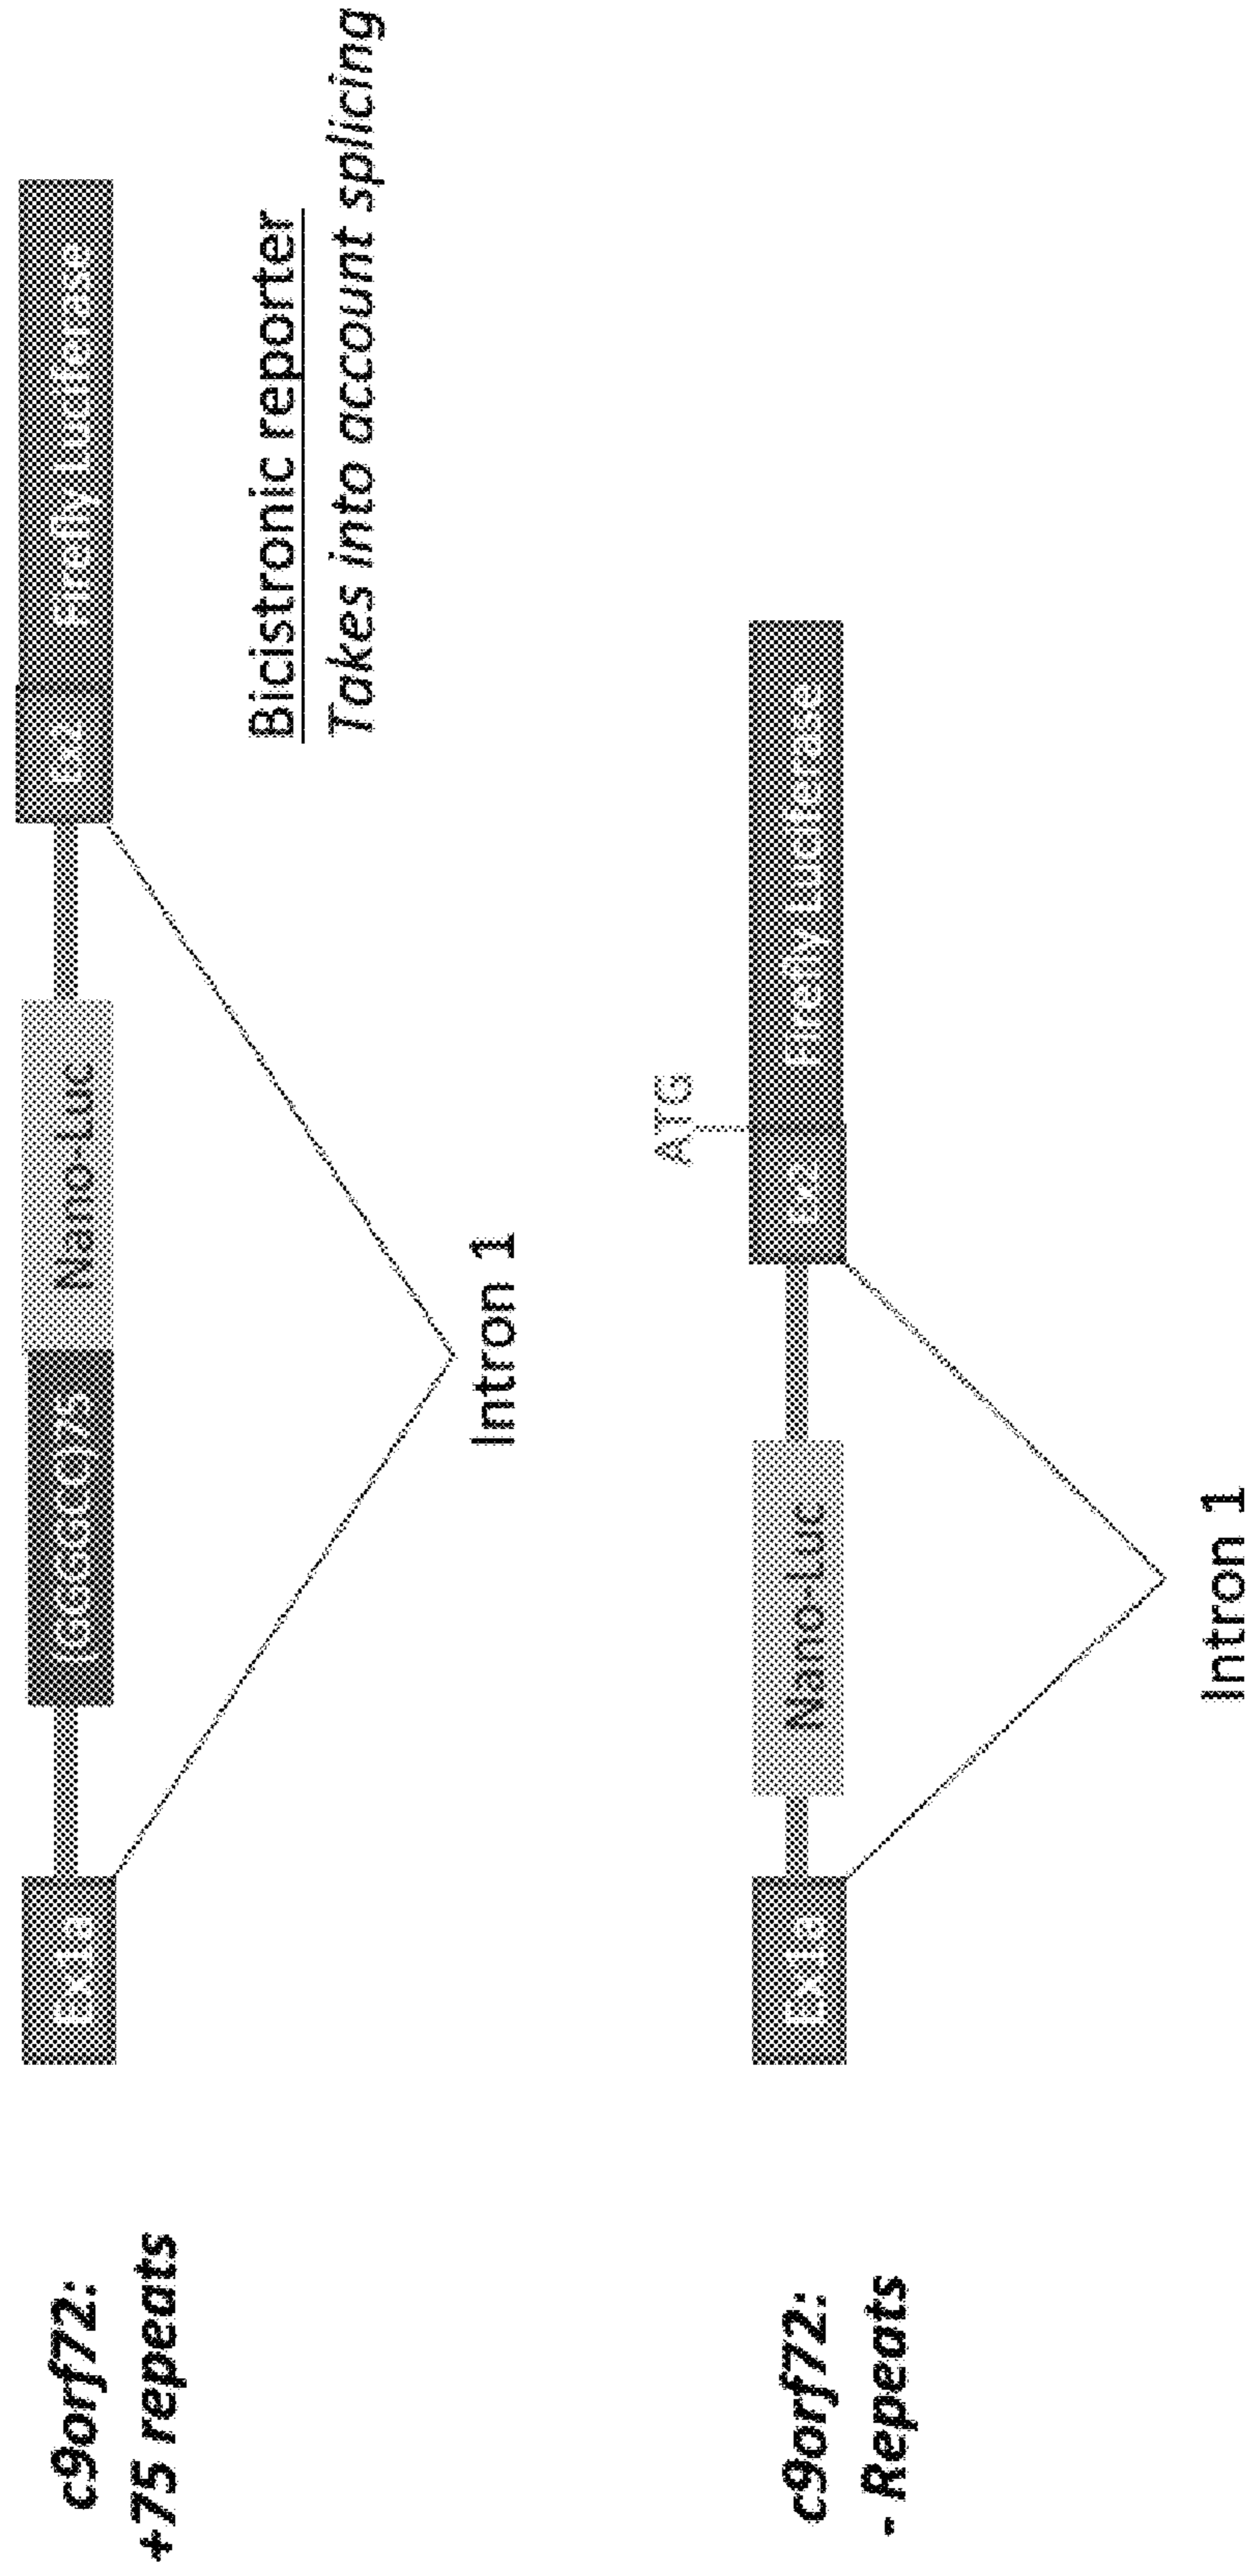 c9orf72:
+75 repeats
Ex1a
(GGGGCC)75
Nano-Luc
Ex2
Firefly Luciferase
Intron 1
Bicistronic reporter
Takes into account splicing
c9orf72:
- Repeats
Ex1a
Nano-Luc
Ex2
ATG
Firefly Luciferase
Intron 1